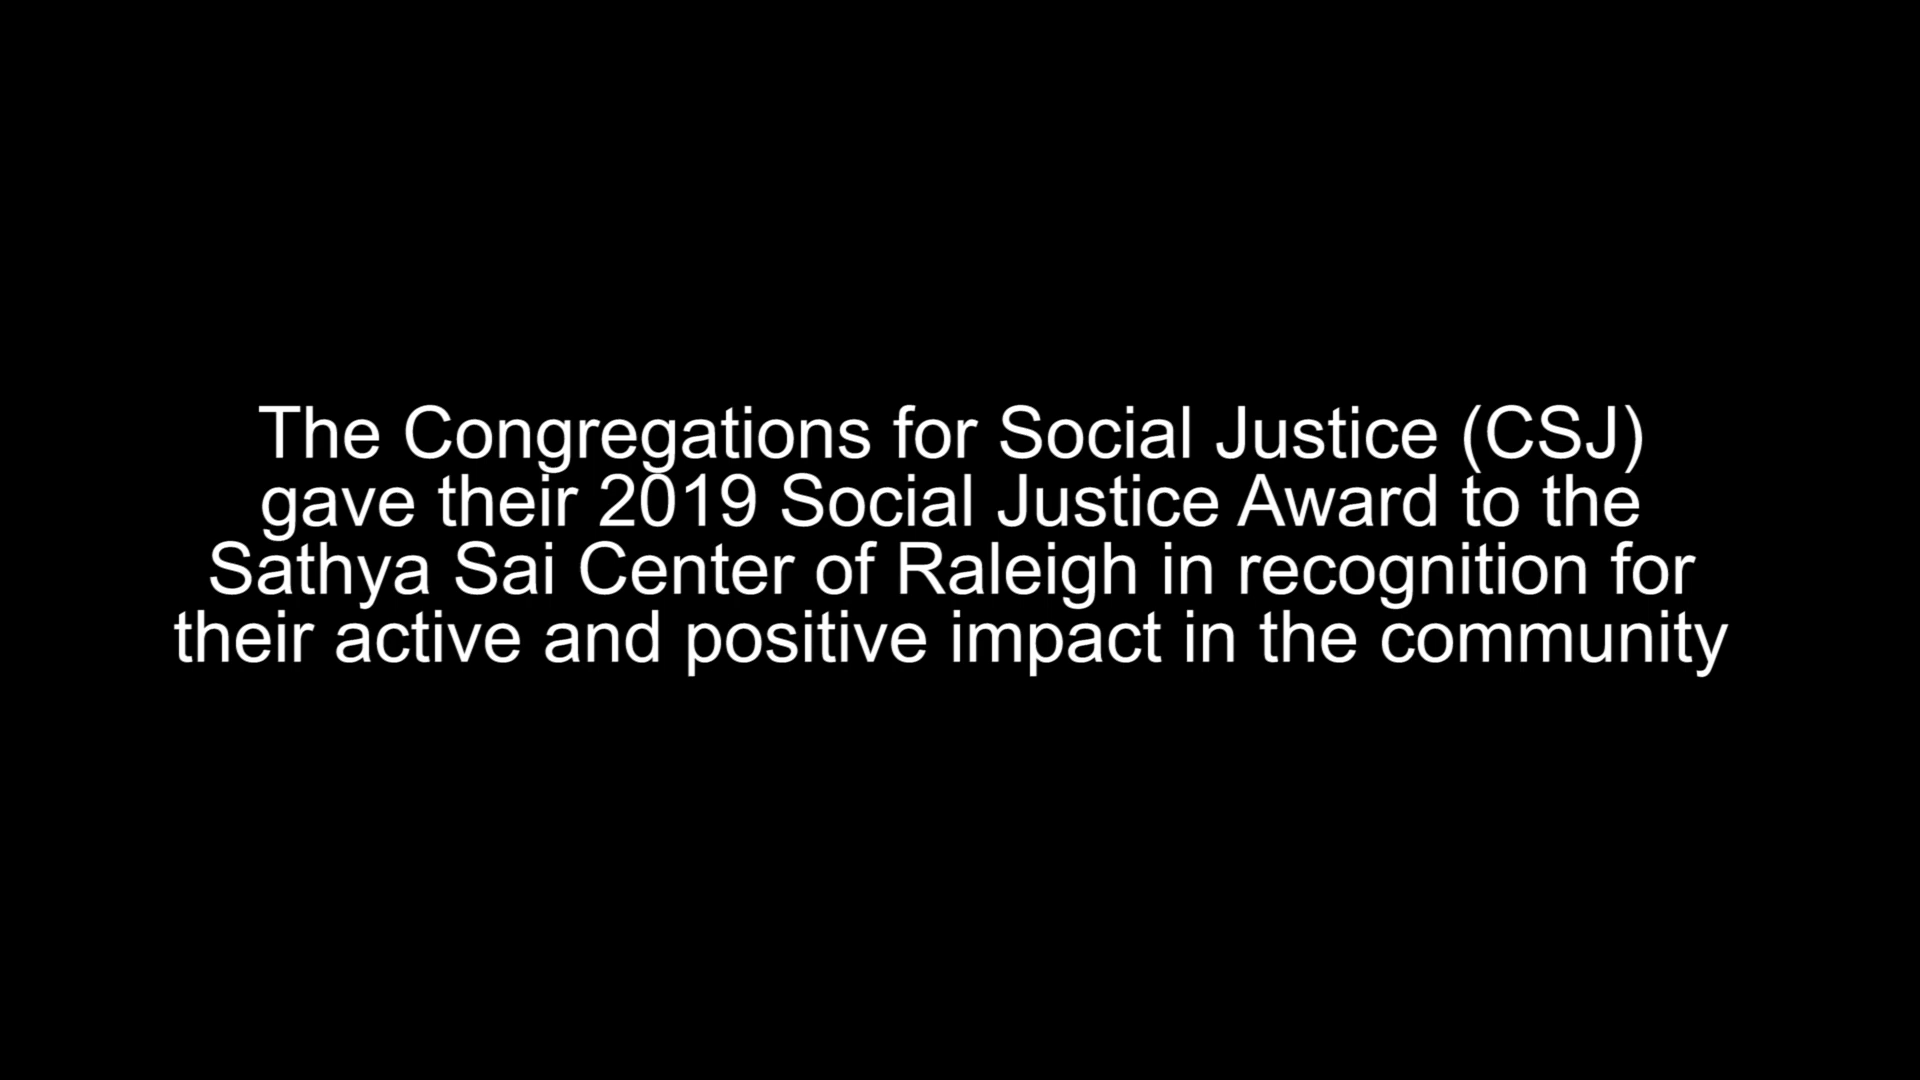 The Congregations for Social Justice (CSJ)
gave their 2019 Social Justice Award to the
Sathya Sai Center of Raleigh in recognition for
their active and positive impact in the community